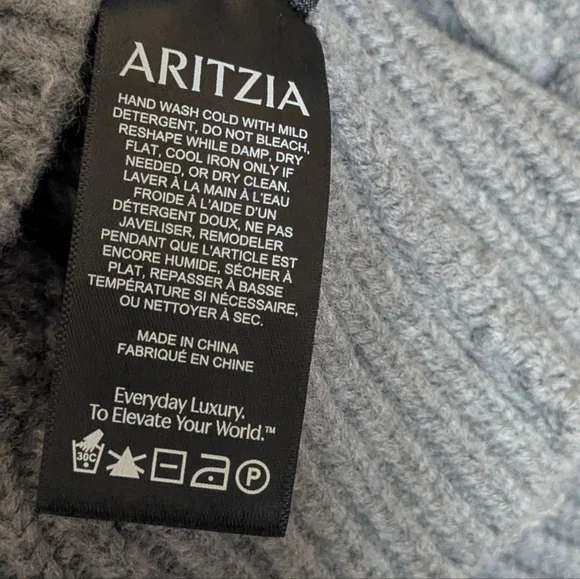 ARITZIA
HAND WASH COLD WITH MILD
DETERGENT, DO NOT BLEACH,
RESHAPE WHILE DAMP, DRY
FLAT, COOL IRON ONLY IF
NEEDED, OR DRY CLEAN.
LAVER À LA MAIN À L'EAU
FROIDE À L'AIDE D'UN
DÉTERGENT DOUX, NE PAS
JAVELISER, REMODELER
PENDANT QUE L'ARTICLE EST
ENCORE HUMIDE, SÉCHER À
PLAT, REPASSER À BASSE
TEMPÉRATURE SI NÉCESSAIRE,
OU NETTOYER À SEC.
MADE IN CHINA
FABRIQUÉ EN CHINE
Everyday Luxury.
To Elevate Your World.™
30C P